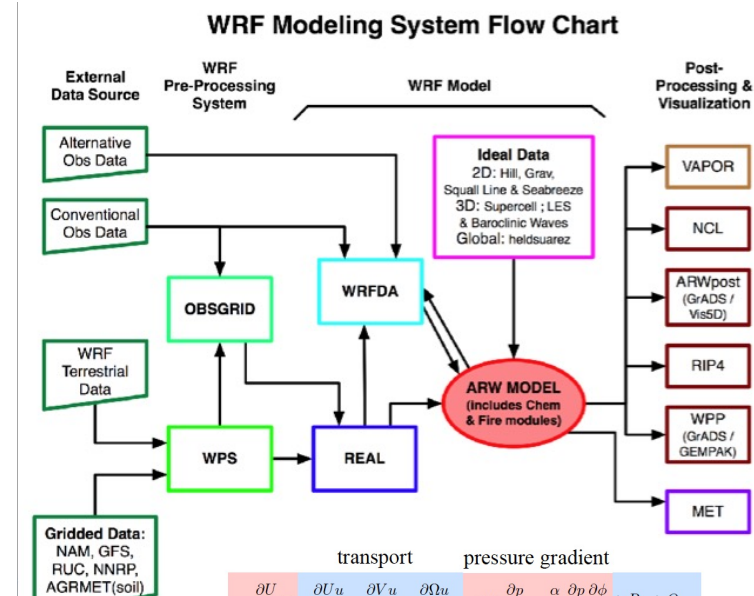 WRF Modeling System Flow Chart
External
Data Source
WRF
Pre-Processing
System
WRF Model
Post-
Processing &
Visualization
Alternative
Obs Data
Conventional
Obs Data
WRF
Terrestrial
Data
Gridded Data:
NAM, GFS,
RUC, NNRP,
AGRMET(soil)
OBSGRID
WPS
WRFDA
REAL
Ideal Data
2D: Hill, Grav,
Squall Line & Seabreeze
3D: Supercell ; LES
& Baroclinic Waves
Global: heldsuarez
ARW MODEL
(includes Chem
& Fire modules)
VAPOR
NCL
ARWpost
(GrADS /
Vis5D)
RIP4
WPP
(GrADS /
GEMPAK)
MET
transport pressure gradient
∂U ∂Uu ∂Vu ∂Ωu ∂p α ∂p ∂φ